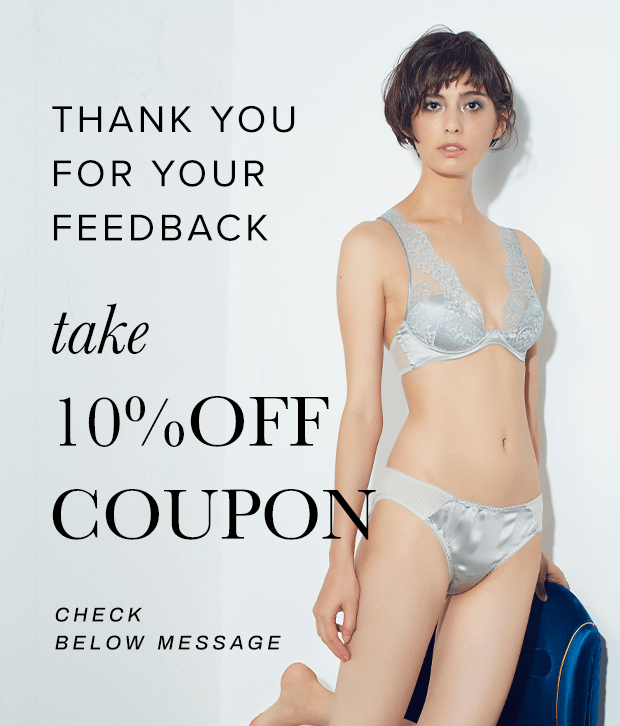 THANK YOU
FOR YOUR
FEEDBACK
take
10%OFF
COUPON
CHECK
BELOW MESSAGE